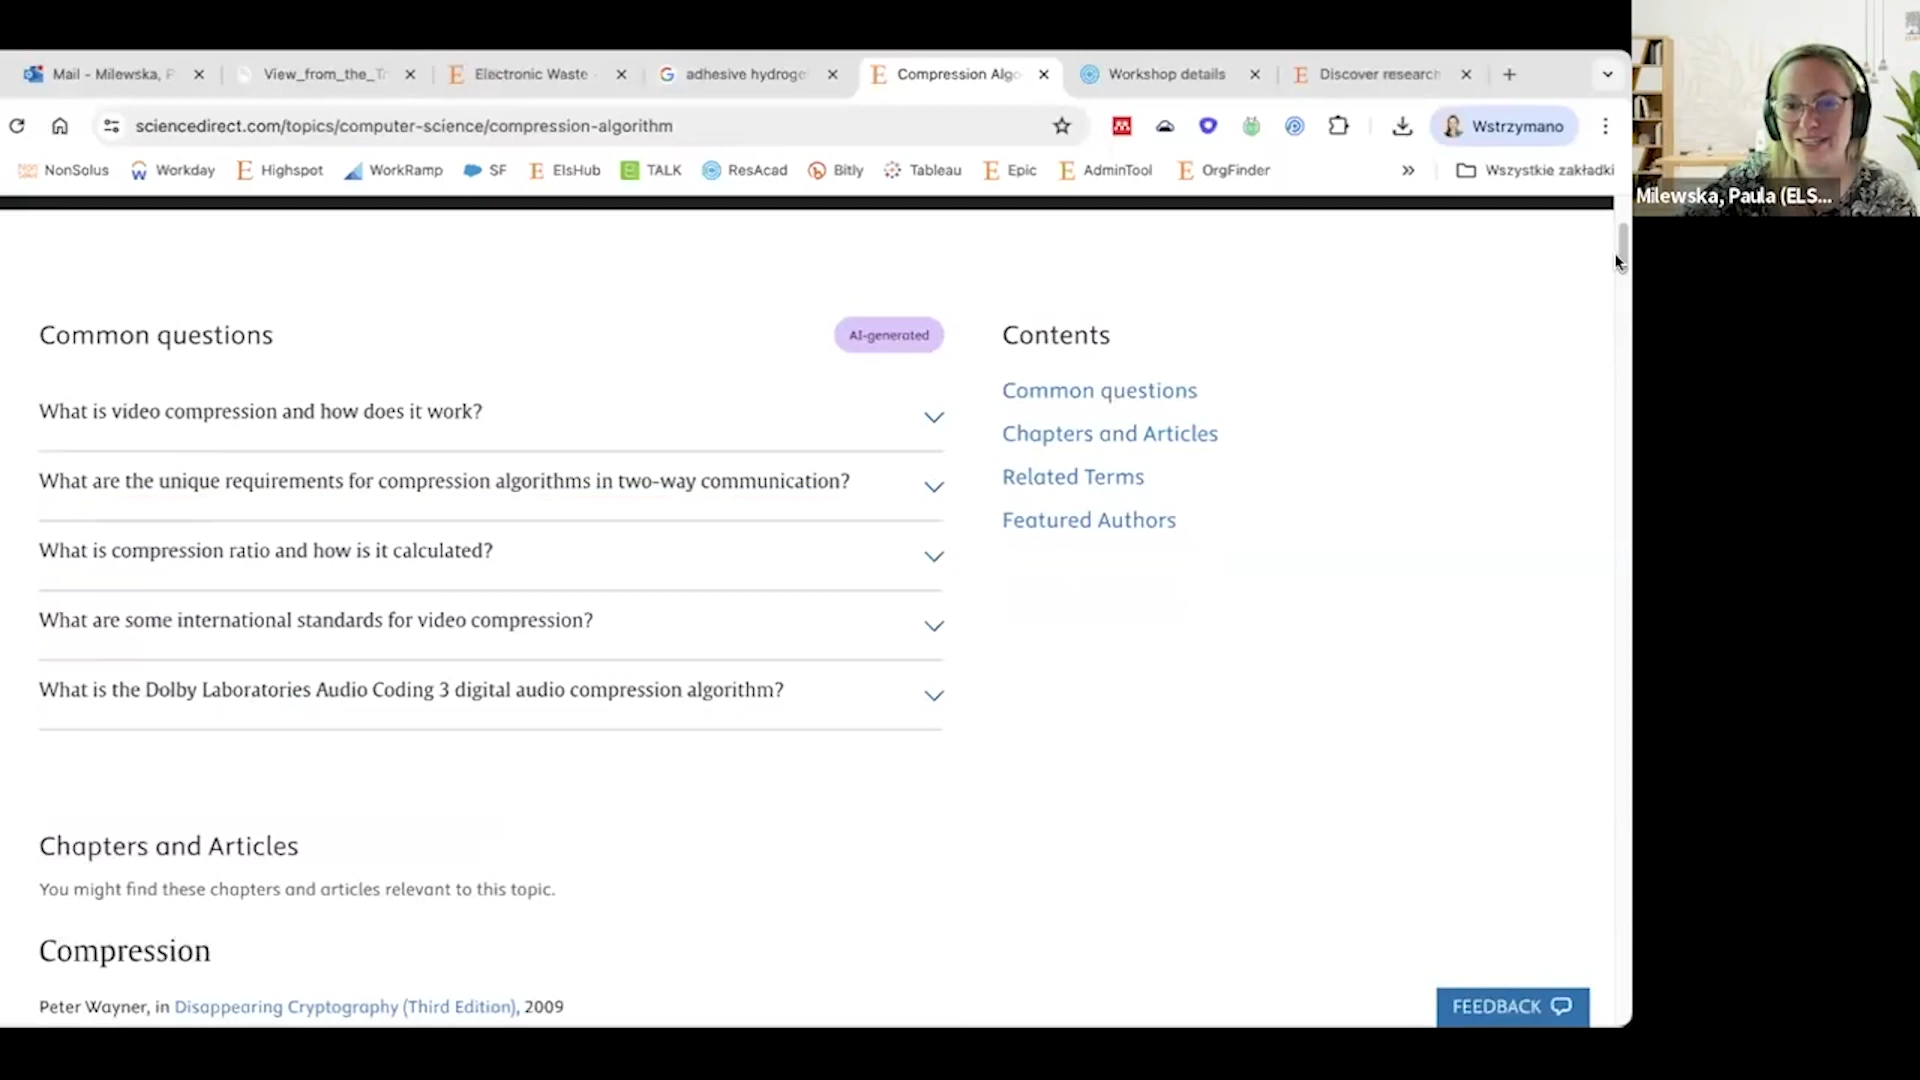 Mail - Milewska, P
View_from_the_Tr
Electronic Waste -
adhesive hydroge
Compression Algo
Workshop details
Discover research
sciencedirect.com/topics/computer-science/compression-algorithm
Wstrzymano
NonSolus
Workday
Highspot
WorkRamp
SF
ElsHub
TALK
ResAcad
Bitly
Tableau
Epic
AdminTool
OrgFinder
Wszystkie zakładki
Milewska, Paula (ELS...
Common questions
AI-generated
What is video compression and how does it work?
What are the unique requirements for compression algorithms in two-way communication?
What is compression ratio and how is it calculated?
What are some international standards for video compression?
What is the Dolby Laboratories Audio Coding 3 digital audio compression algorithm?
Contents
Common questions
Chapters and Articles
Related Terms
Featured Authors
Chapters and Articles
You might find these chapters and articles relevant to this topic.
Compression
Peter Wayner, in Disappearing Cryptography (Third Edition), 2009
FEEDBACK